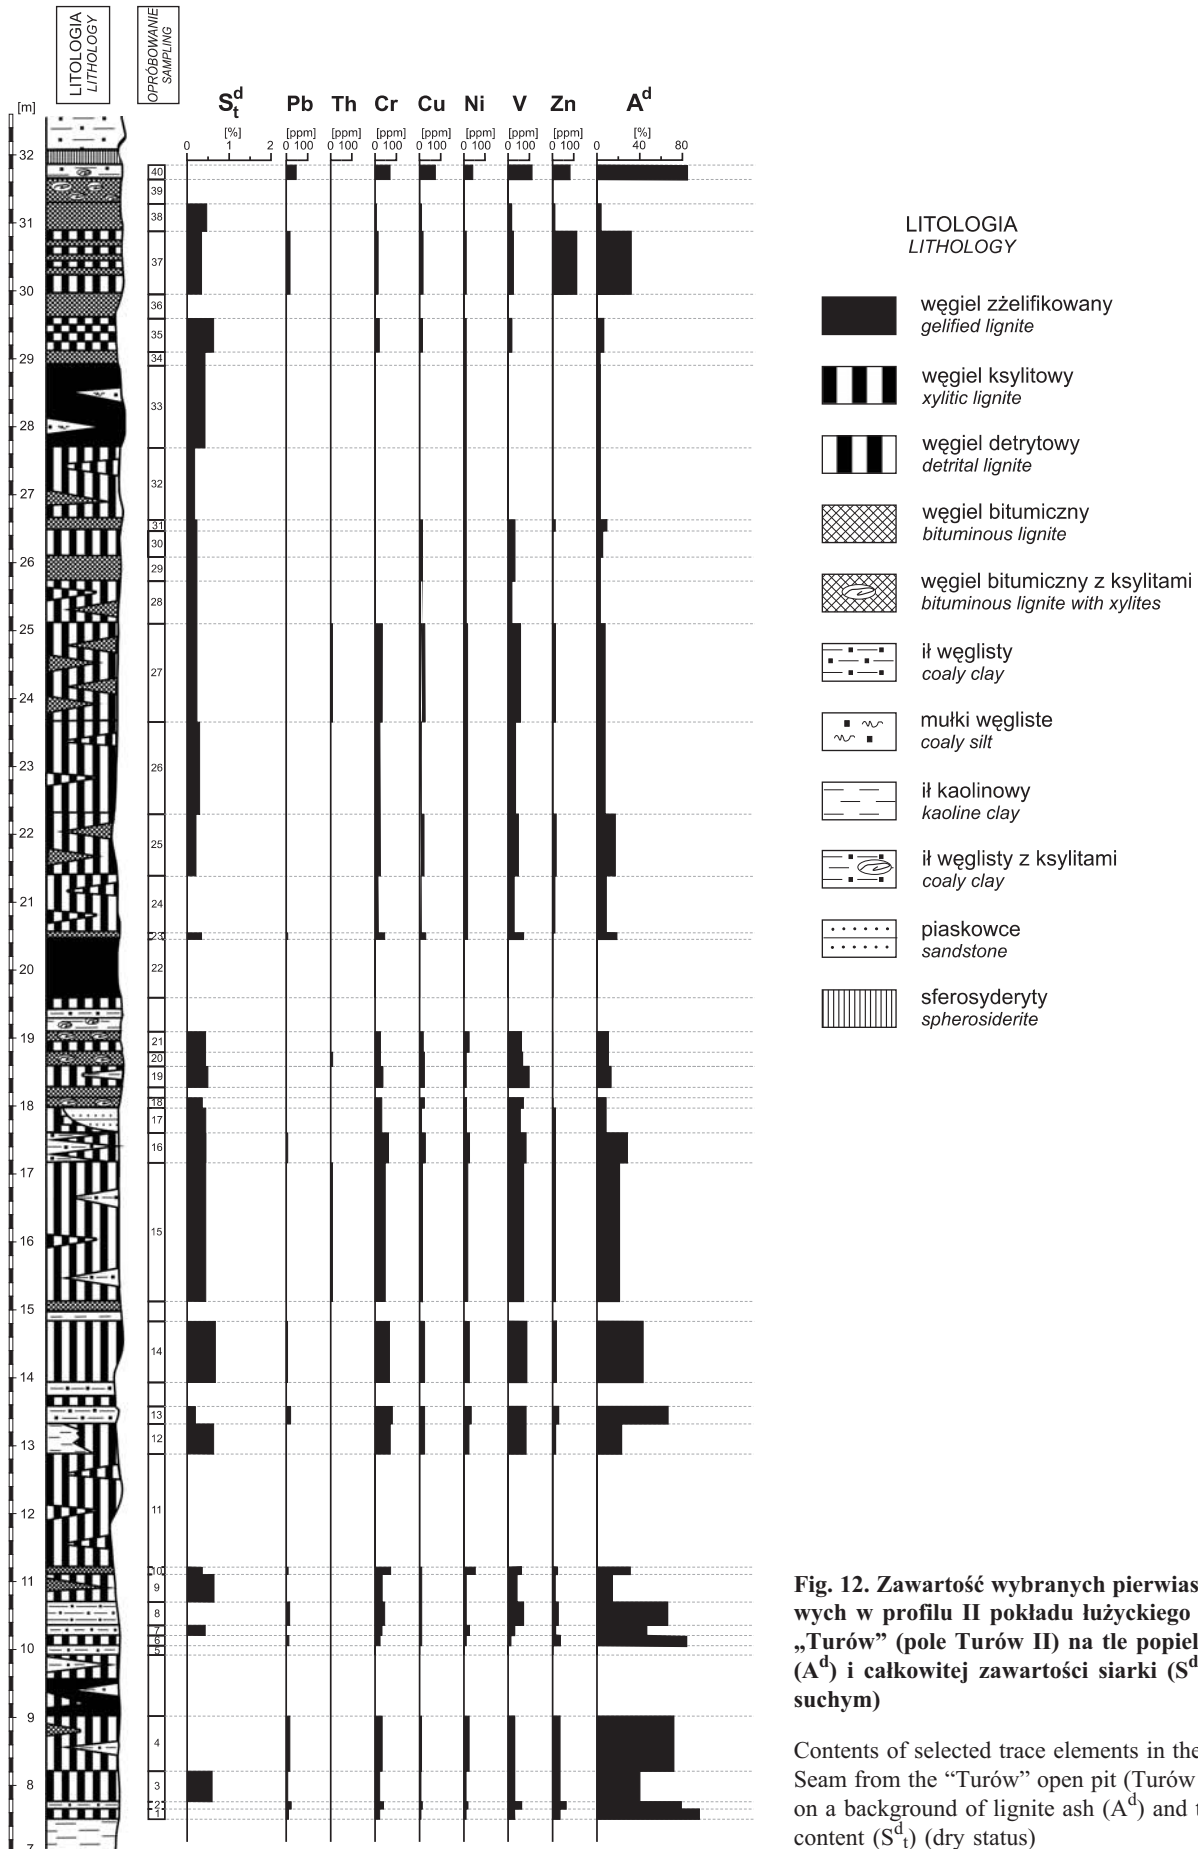 LITOLOGIA
LITHOLOGY
OPRÓBOWANIE
SAMPLING
[m]
S_t^d Pb Th Cr Cu Ni V Zn A^d
[%] [ppm] [ppm] [ppm] [ppm] [ppm] [ppm] [ppm] [%]
0 1 2 0 100 0 100 0 100 0 100 0 100 0 100 0 100 0 40 80
32
31
30
29
28
27
26
25
24
23
22
21
20
19
18
17
16
15
14
13
12
11
10
9
8
7
40
39
38
37
36
35
34
33
32
31
30
29
28
27
26
25
24
23
22
21
20
19
18
17
16
15
14
13
12
11
10
9
8
7
6
5
4
3
2
1
LITOLOGIA
LITHOLOGY
węgiel zżelifikowany
gelified lignite
węgiel ksylitowy
xylitic lignite
węgiel detrytowy
detrital lignite
węgiel bitumiczny
bituminous lignite
węgiel bitumiczny z ksylitami
bituminous lignite with xylites
ił węglisty
coaly clay
mułki węgliste
coaly silt
ił kaolinowy
kaoline clay
ił węglisty z ksylitami
coaly clay
piaskowce
sandstone
sferosyderyty
spherosiderite
Fig. 12. Zawartość wybranych pierwias
wych w profilu II pokładu łużyckiego
„Turów” (pole Turów II) na tle popiel
(A^d) i całkowitej zawartości siarki (S^d
suchym)
Contents of selected trace elements in the
Seam from the “Turów” open pit (Turów
on a background of lignite ash (A^d) and t
content (S^d_t) (dry status)